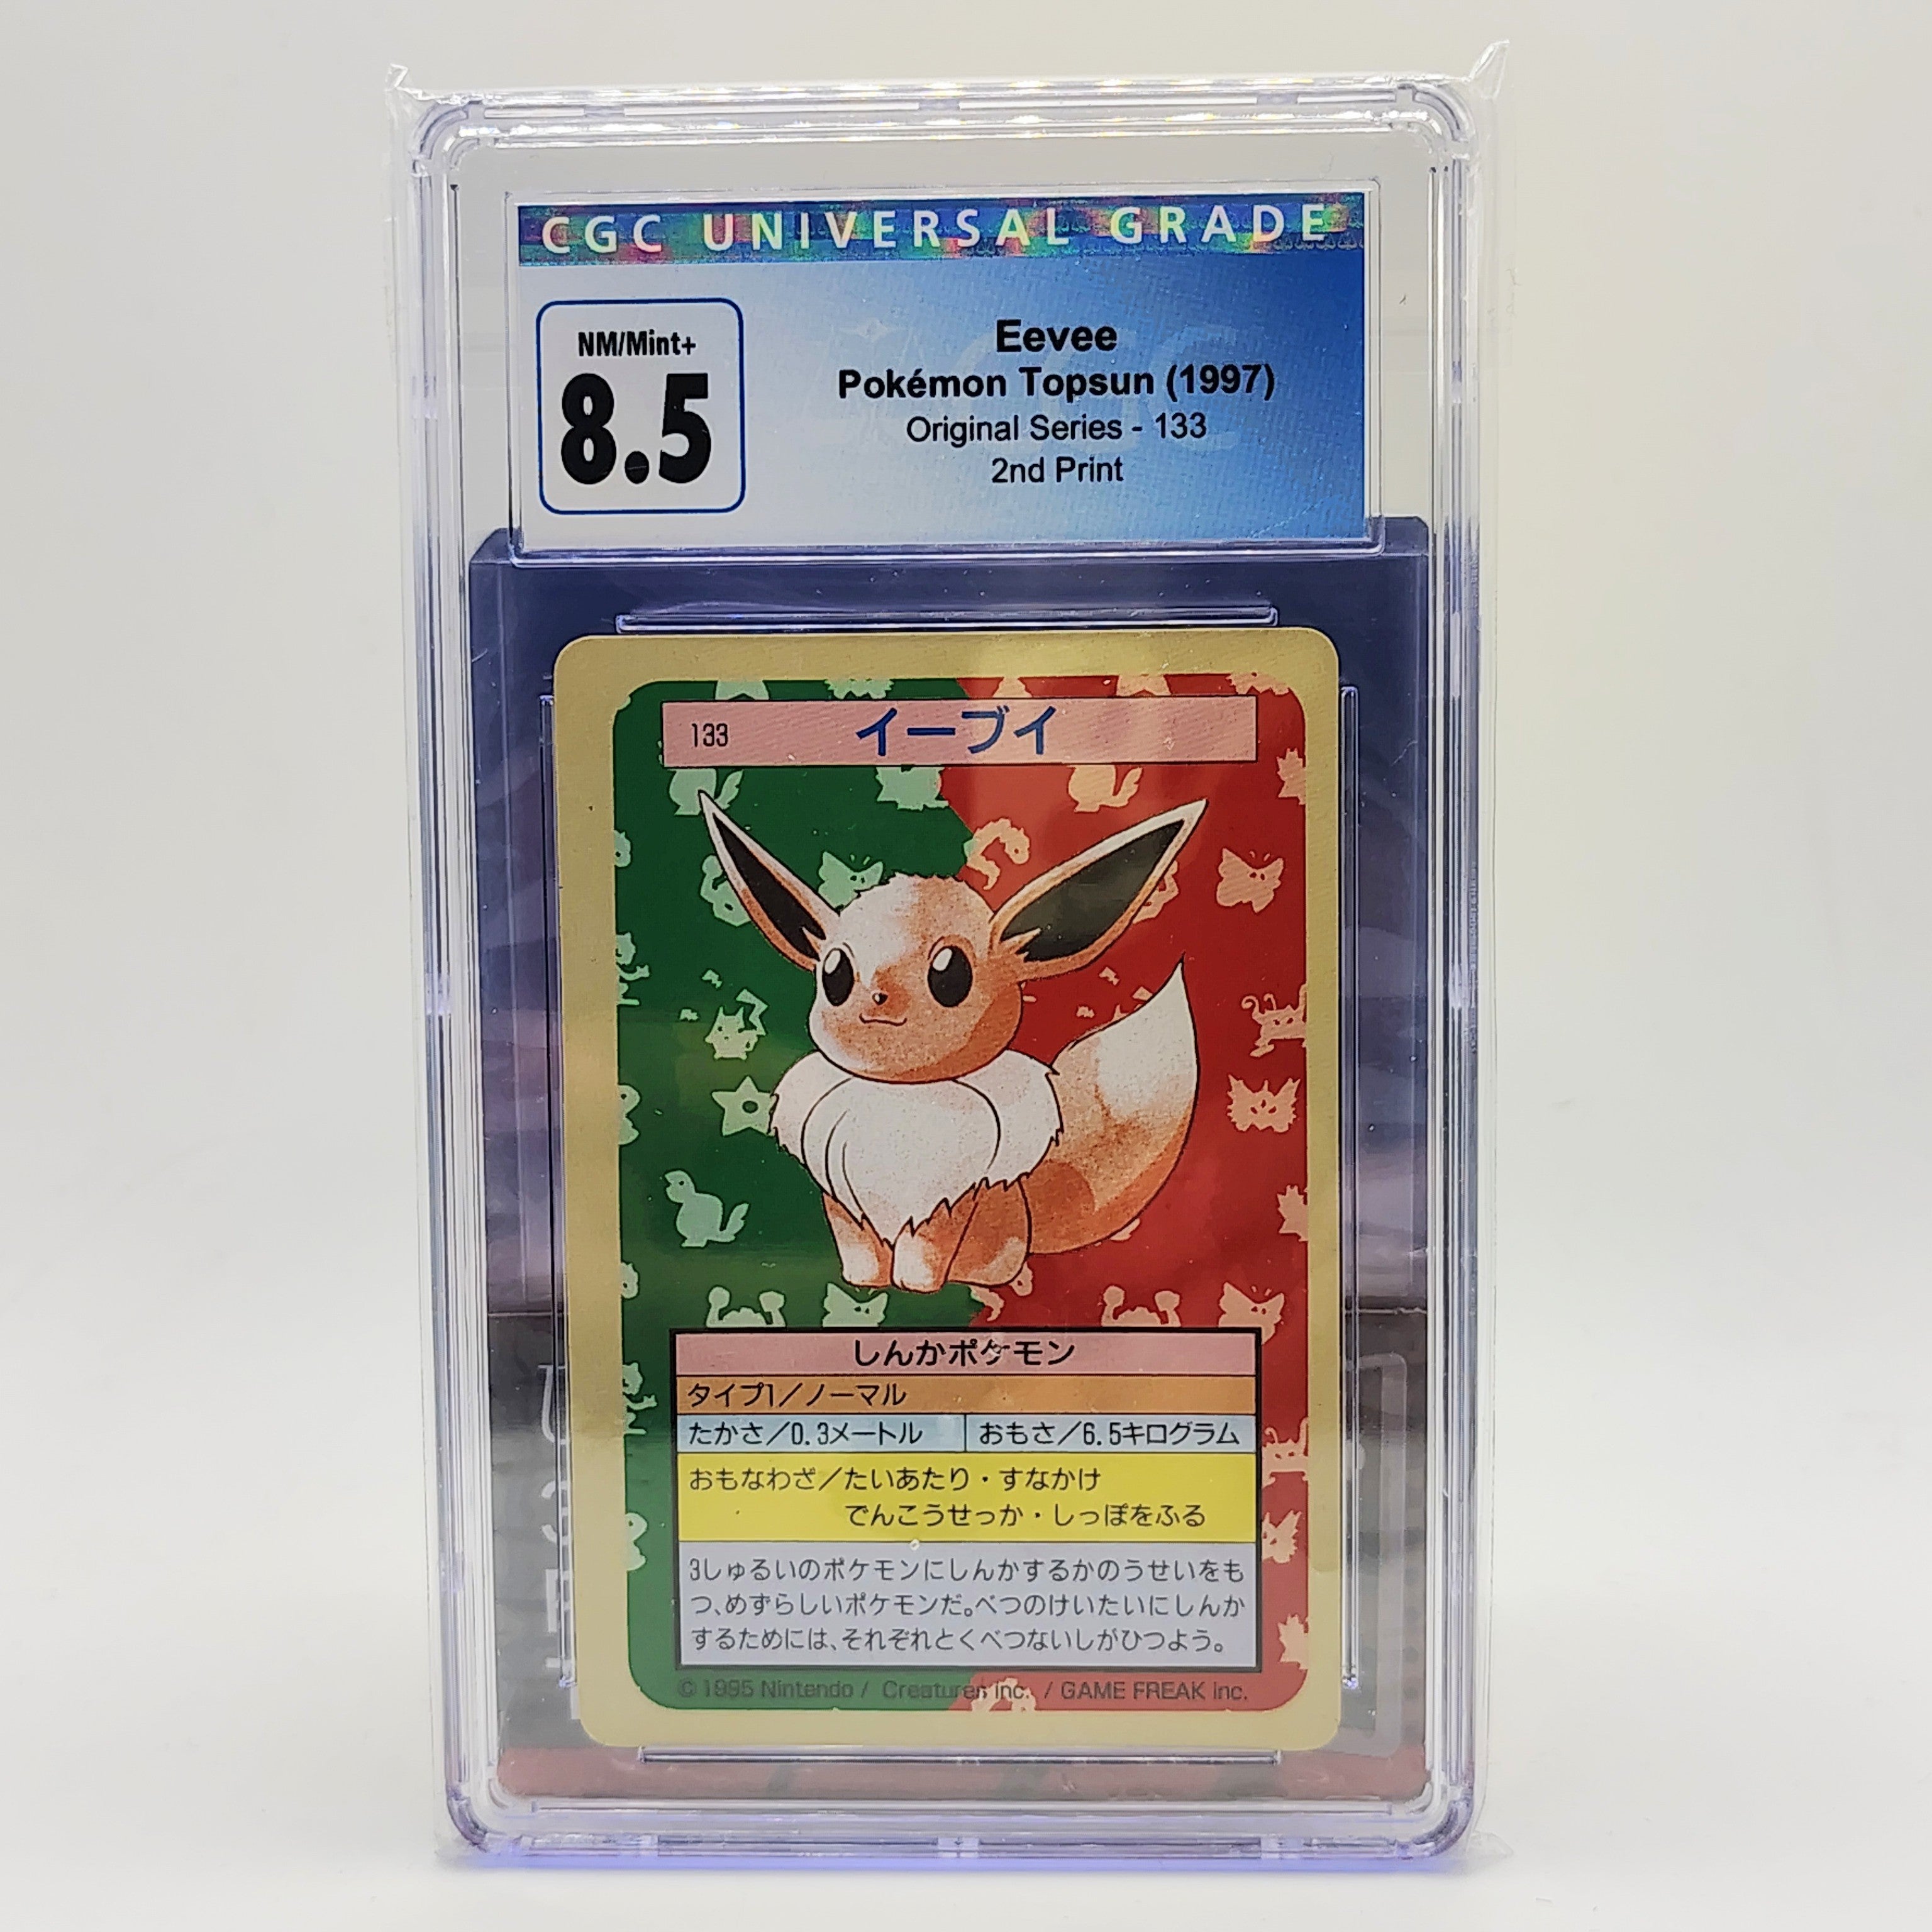 CGC UNIVERSAL GRADE
NM/Mint+
8.5
Eevee
Pokémon Topsun (1997)
Original Series - 133
2nd Print
133 イーブイ
しんかポケモン
タイプ1／ノーマル
たかさ／0.3メートル おもさ／6.5キログラム
おもなわざ／たいあたり・すなかけ
でんこうせっか・しっぽをふる
3しゅるいのポケモンにしんかするかのうせいをも
つ、めずらしいポケモンだ。べつのけいたいにしんか
するためには、それぞれとくべつないしがひつよう。
© 1995 Nintendo / Creatures inc. / GAME FREAK inc.